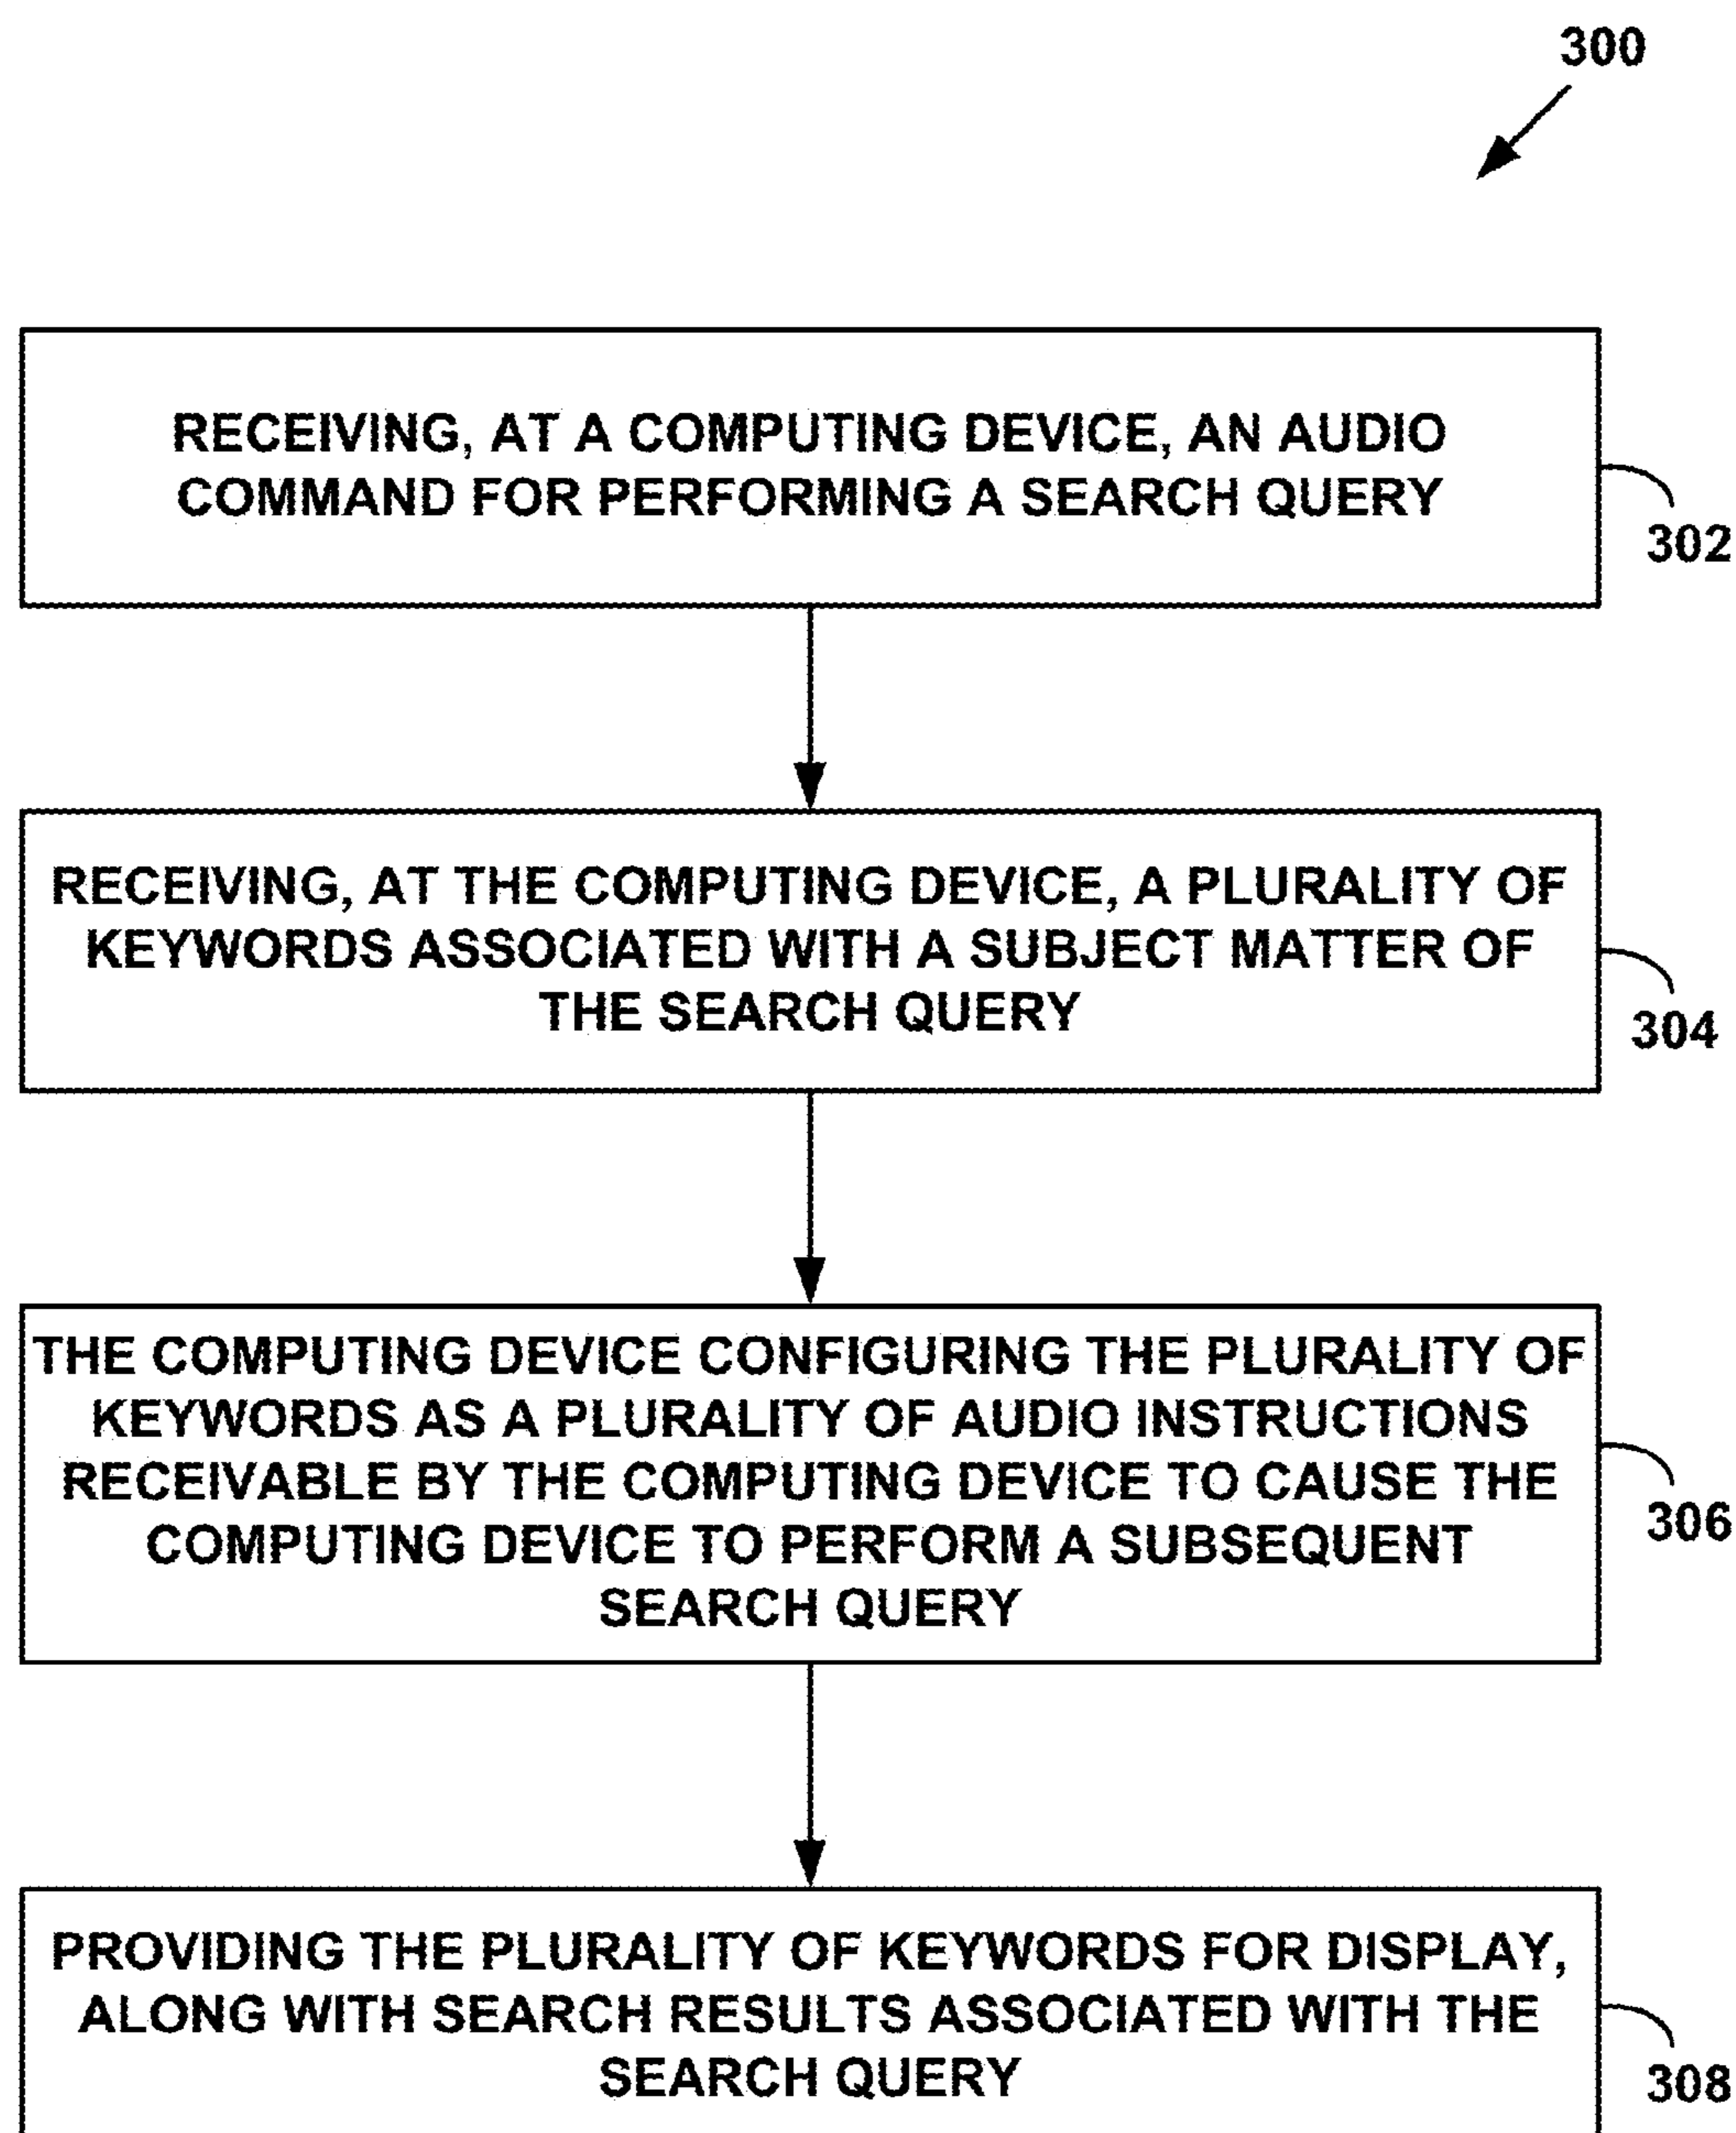 300
RECEIVING, AT A COMPUTING DEVICE, AN AUDIO
COMMAND FOR PERFORMING A SEARCH QUERY
302
RECEIVING, AT THE COMPUTING DEVICE, A PLURALITY OF
KEYWORDS ASSOCIATED WITH A SUBJECT MATTER OF
THE SEARCH QUERY
304
THE COMPUTING DEVICE CONFIGURING THE PLURALITY OF
KEYWORDS AS A PLURALITY OF AUDIO INSTRUCTIONS
RECEIVABLE BY THE COMPUTING DEVICE TO CAUSE THE
COMPUTING DEVICE TO PERFORM A SUBSEQUENT
SEARCH QUERY
306
PROVIDING THE PLURALITY OF KEYWORDS FOR DISPLAY,
ALONG WITH SEARCH RESULTS ASSOCIATED WITH THE
SEARCH QUERY
308